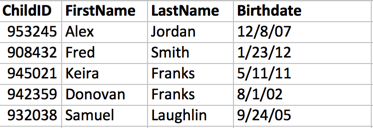 ChildID FirstName LastName Birthdate
953245 Alex Jordan 12/8/07
908432 Fred Smith 1/23/12
945021 Keira Franks 5/11/11
942359 Donovan Franks 8/1/02
932038 Samuel Laughlin 9/24/05